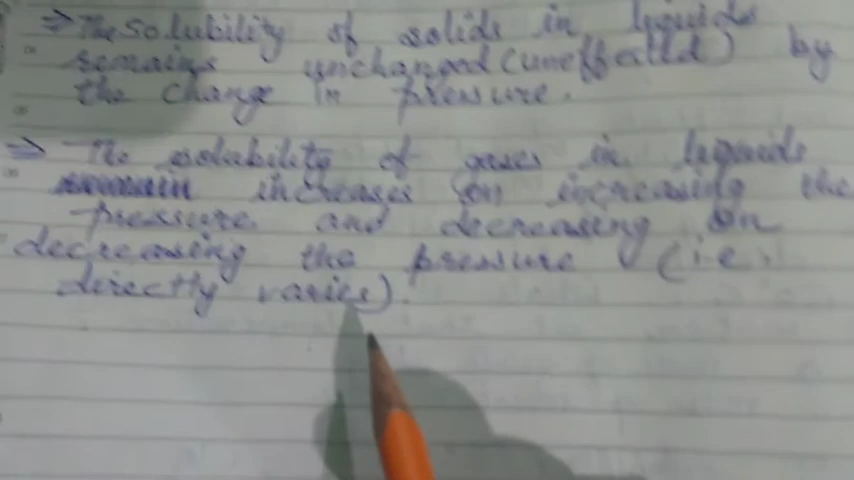 ⇒ The solubility of solids in liquids
remains unchanged (uneffected) by
the change in pressure.
⇒ The solubility of gases in liquids
increases on increasing the
pressure and decreasing on
decreasing the pressure (i.e.
directly varies).